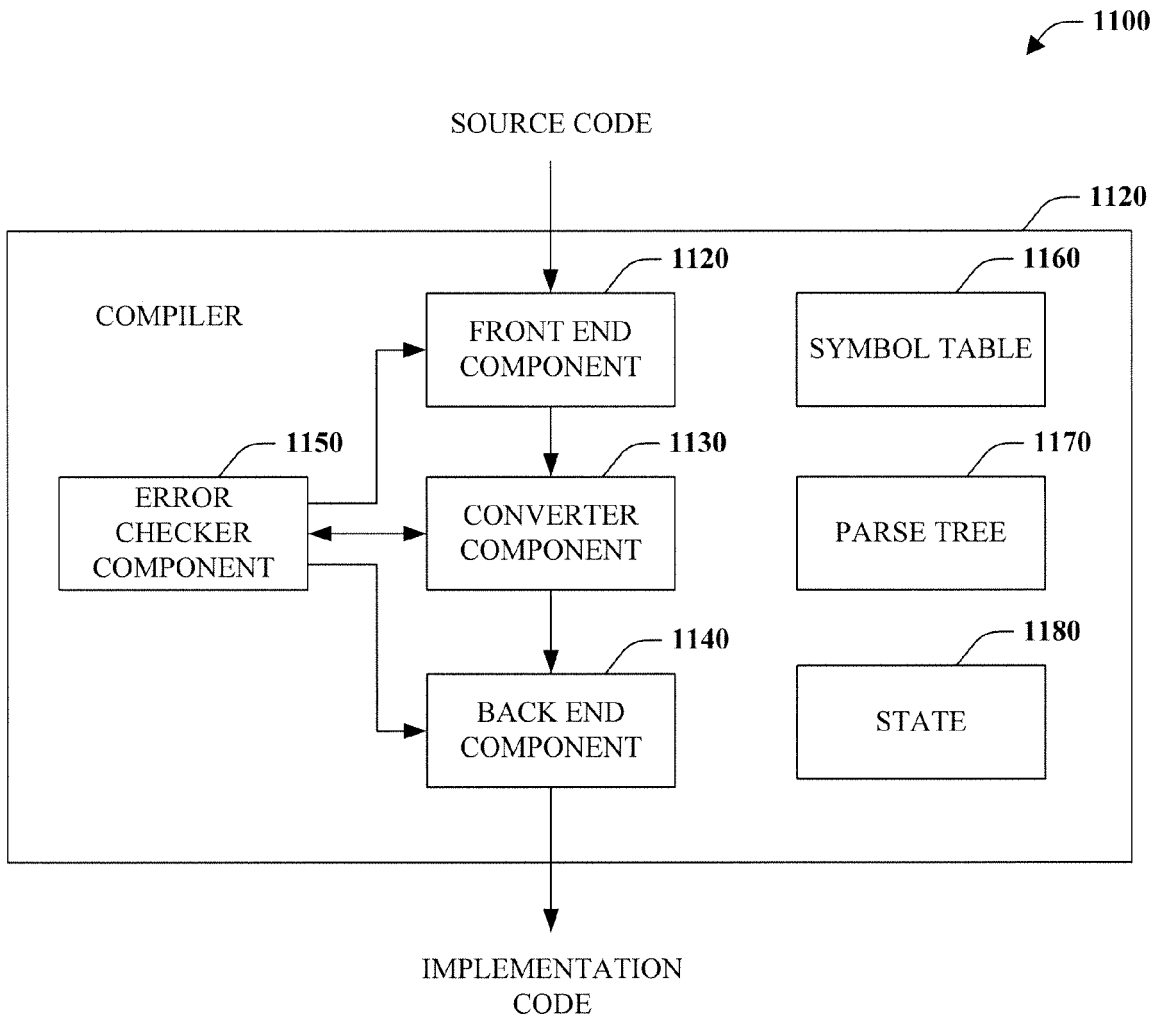 1100
SOURCE CODE
1120
COMPILER
1120
1160
FRONT END
COMPONENT
SYMBOL TABLE
1150
1130
1170
ERROR
CHECKER
COMPONENT
CONVERTER
COMPONENT
PARSE TREE
1140
1180
BACK END
COMPONENT
STATE
IMPLEMENTATION
CODE